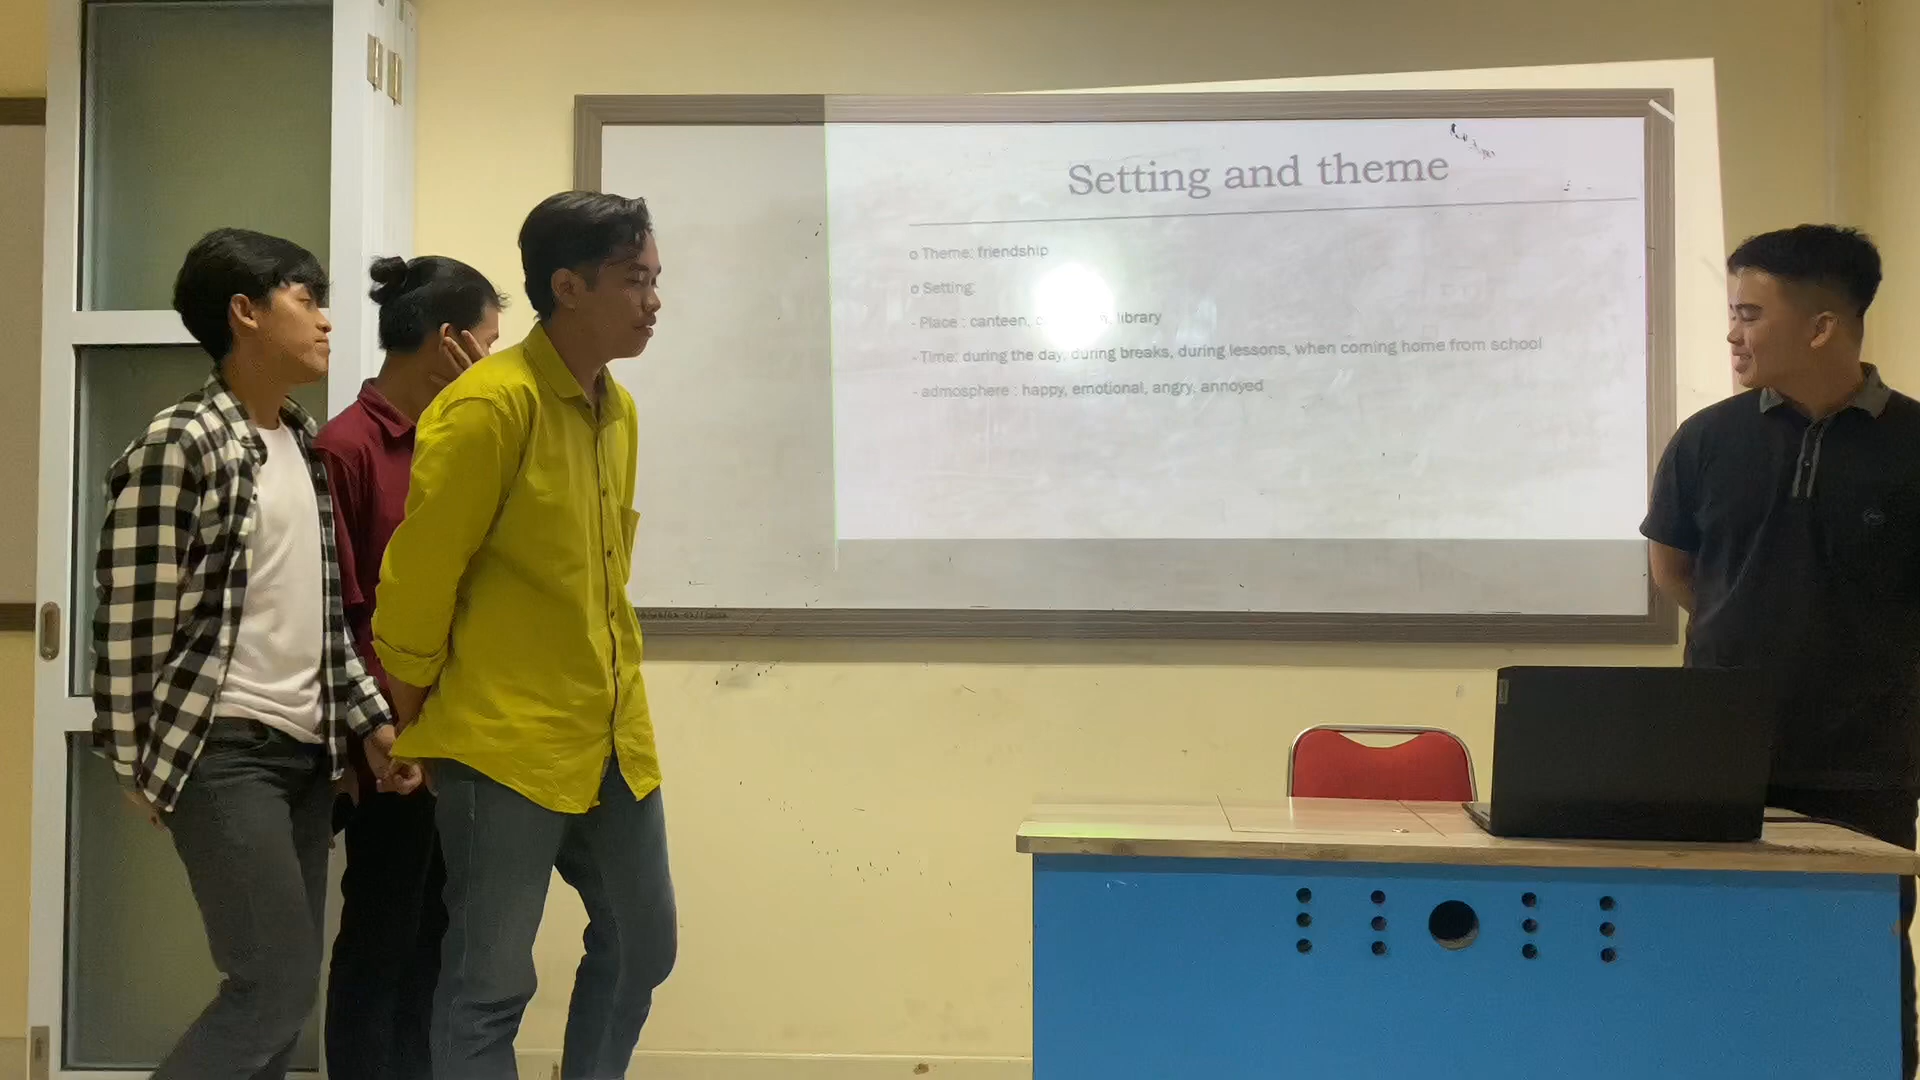 Setting and theme
o Theme: friendship
o Setting:
- Place : canteen, library
- Time: during the day, during breaks, during lessons, when coming home from school
- admosphere : happy, emotional, angry, annoyed